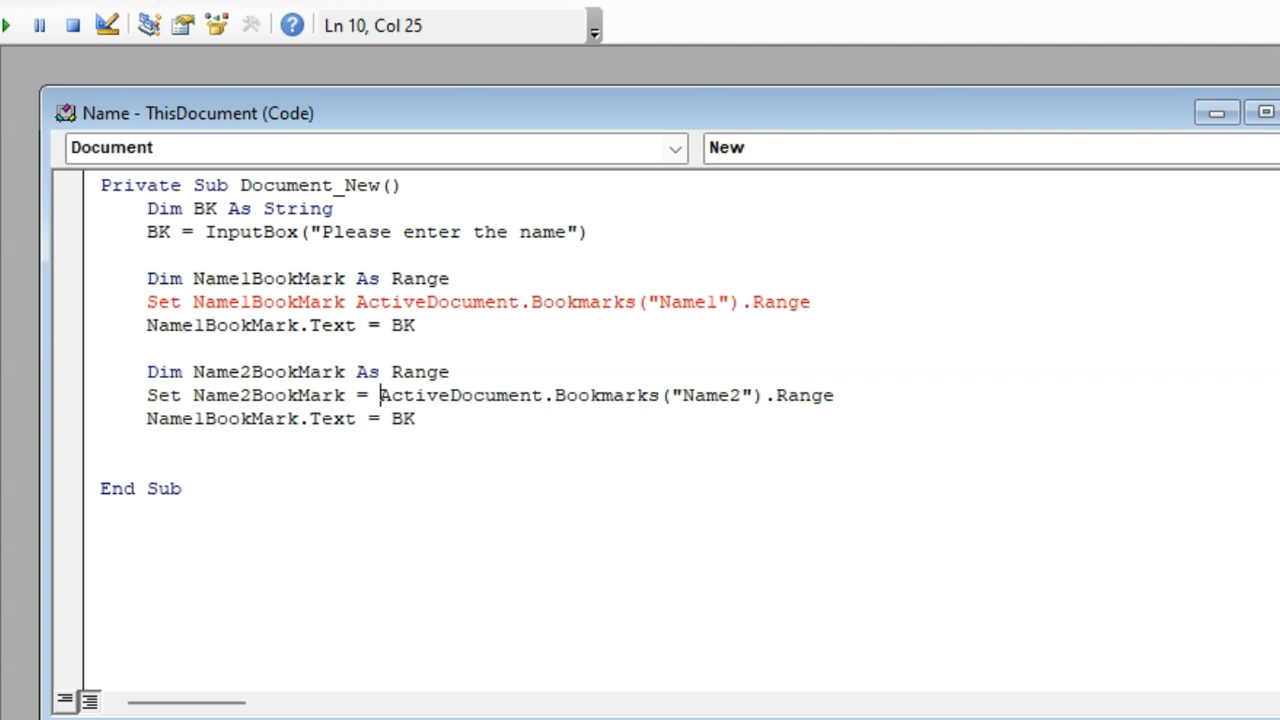 Ln 10, Col 25
Name - ThisDocument (Code)
Document
New
Private Sub Document_New()
    Dim BK As String
    BK = InputBox("Please enter the name")

    Dim Name1BookMark As Range
    Set Name1BookMark ActiveDocument.Bookmarks("Name1").Range
    Name1BookMark.Text = BK

    Dim Name2BookMark As Range
    Set Name2BookMark = ActiveDocument.Bookmarks("Name2").Range
    Name1BookMark.Text = BK


End Sub